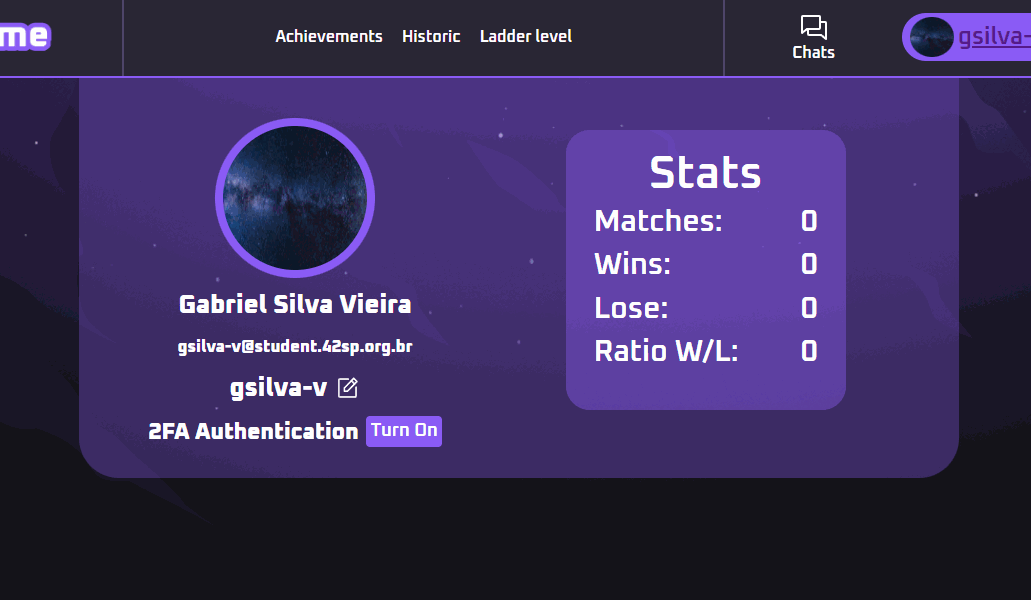 me
Achievements Historic Ladder level
Chats
gsilva-
Stats
Matches: 0
Wins: 0
Lose: 0
Ratio W/L: 0
Gabriel Silva Vieira
gsilva-v@student.42sp.org.br
gsilva-v
2FA Authentication Turn On